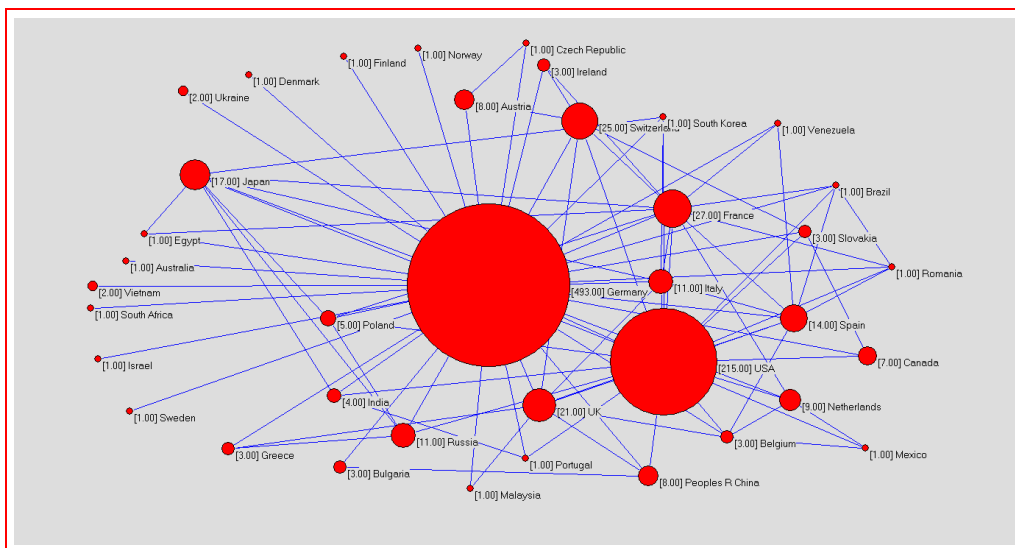 [1.00] Czech Republic
[1.00] Norway
[1.00] Finland
[3.00] Ireland
[1.00] Denmark
[2.00] Ukraine
[8.00] Austria
[1.00] South Korea
[25.00] Switzerland
[1.00] Venezuela
[17.00] Japan
[1.00] Brazil
[27.00] France
[1.00] Egypt
[3.00] Slovakia
[1.00] Australia
[1.00] Romania
[11.00] Italy
[2.00] Vietnam
[493.00] Germany
[1.00] South Africa
[5.00] Poland
[14.00] Spain
[1.00] Israel
[7.00] Canada
[215.00] USA
[4.00] India
[9.00] Netherlands
[21.00] UK
[1.00] Sweden
[11.00] Russia
[3.00] Belgium
[3.00] Greece
[1.00] Mexico
[1.00] Portugal
[3.00] Bulgaria
[8.00] Peoples R China
[1.00] Malaysia